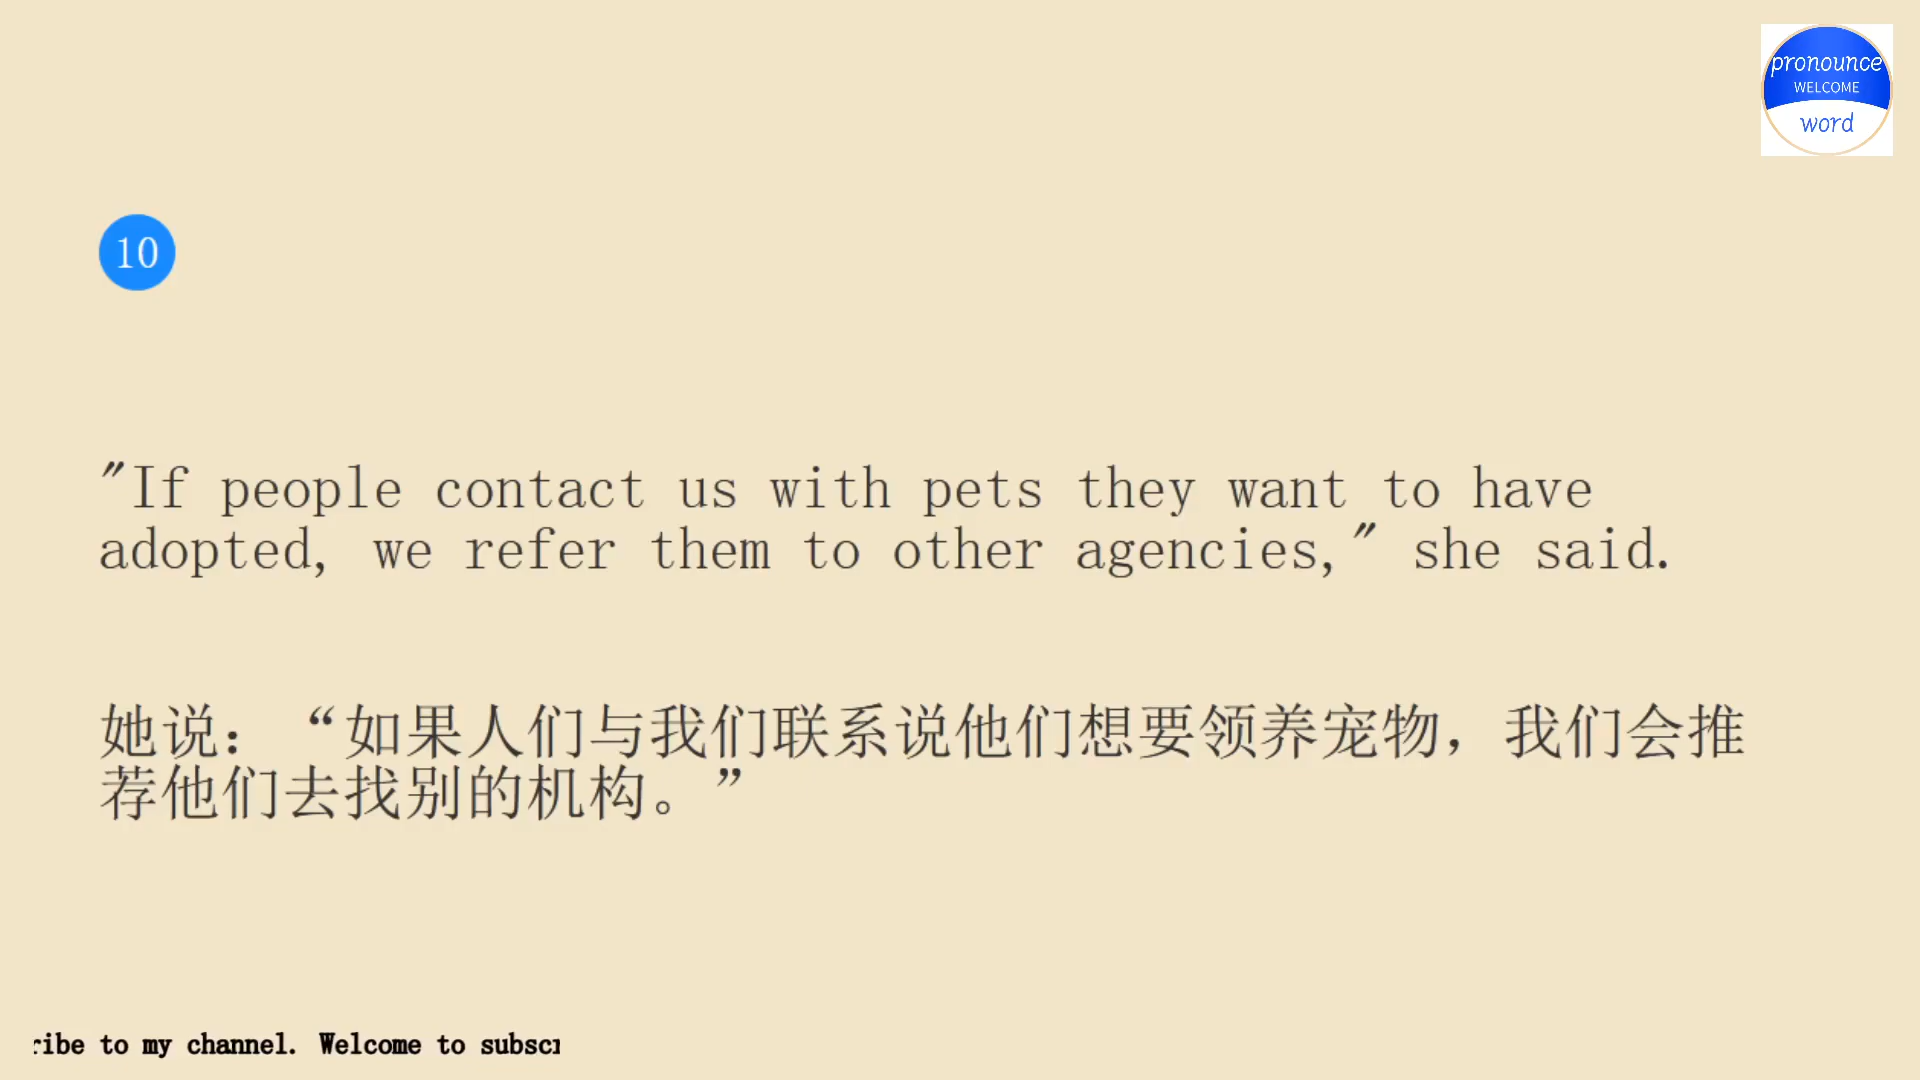 pronounce
WELCOME
word
10
"If people contact us with pets they want to have
adopted, we refer them to other agencies," she said.
她说：“如果人们与我们联系说他们想要领养宠物，我们会推
荐他们去找别的机构。”
ribe to my channel. Welcome to subscr